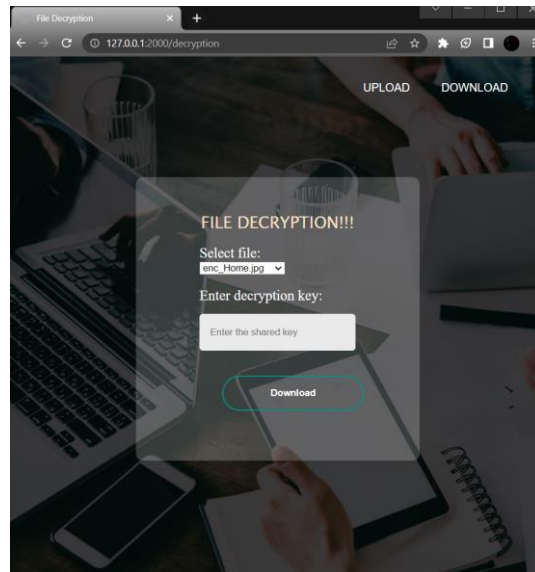 File Decryption
127.0.0.1:2000/decryption
UPLOAD DOWNLOAD
FILE DECRYPTION!!!
Select file:
enc_Home.jpg
Enter decryption key:
Enter the shared key
Download